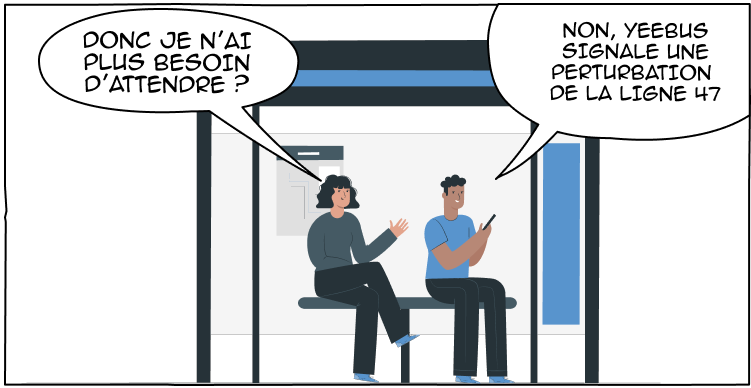 DONC JE N'AI
PLUS BESOIN
D'ATTENDRE ?
NON, YEEBUS
SIGNALE UNE
PERTURBATION
DE LA LIGNE 47